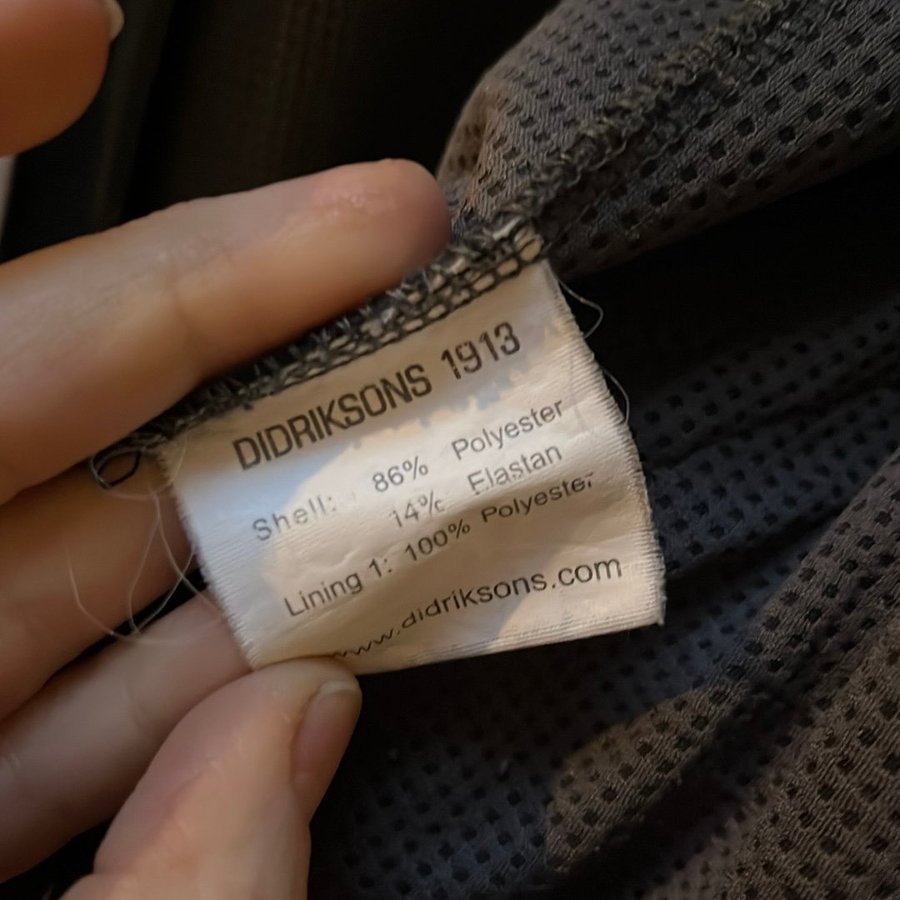 DIDRIKSONS 1913
Shell: 86% Polyester
14% Elastan
Lining 1: 100% Polyester
www.didriksons.com